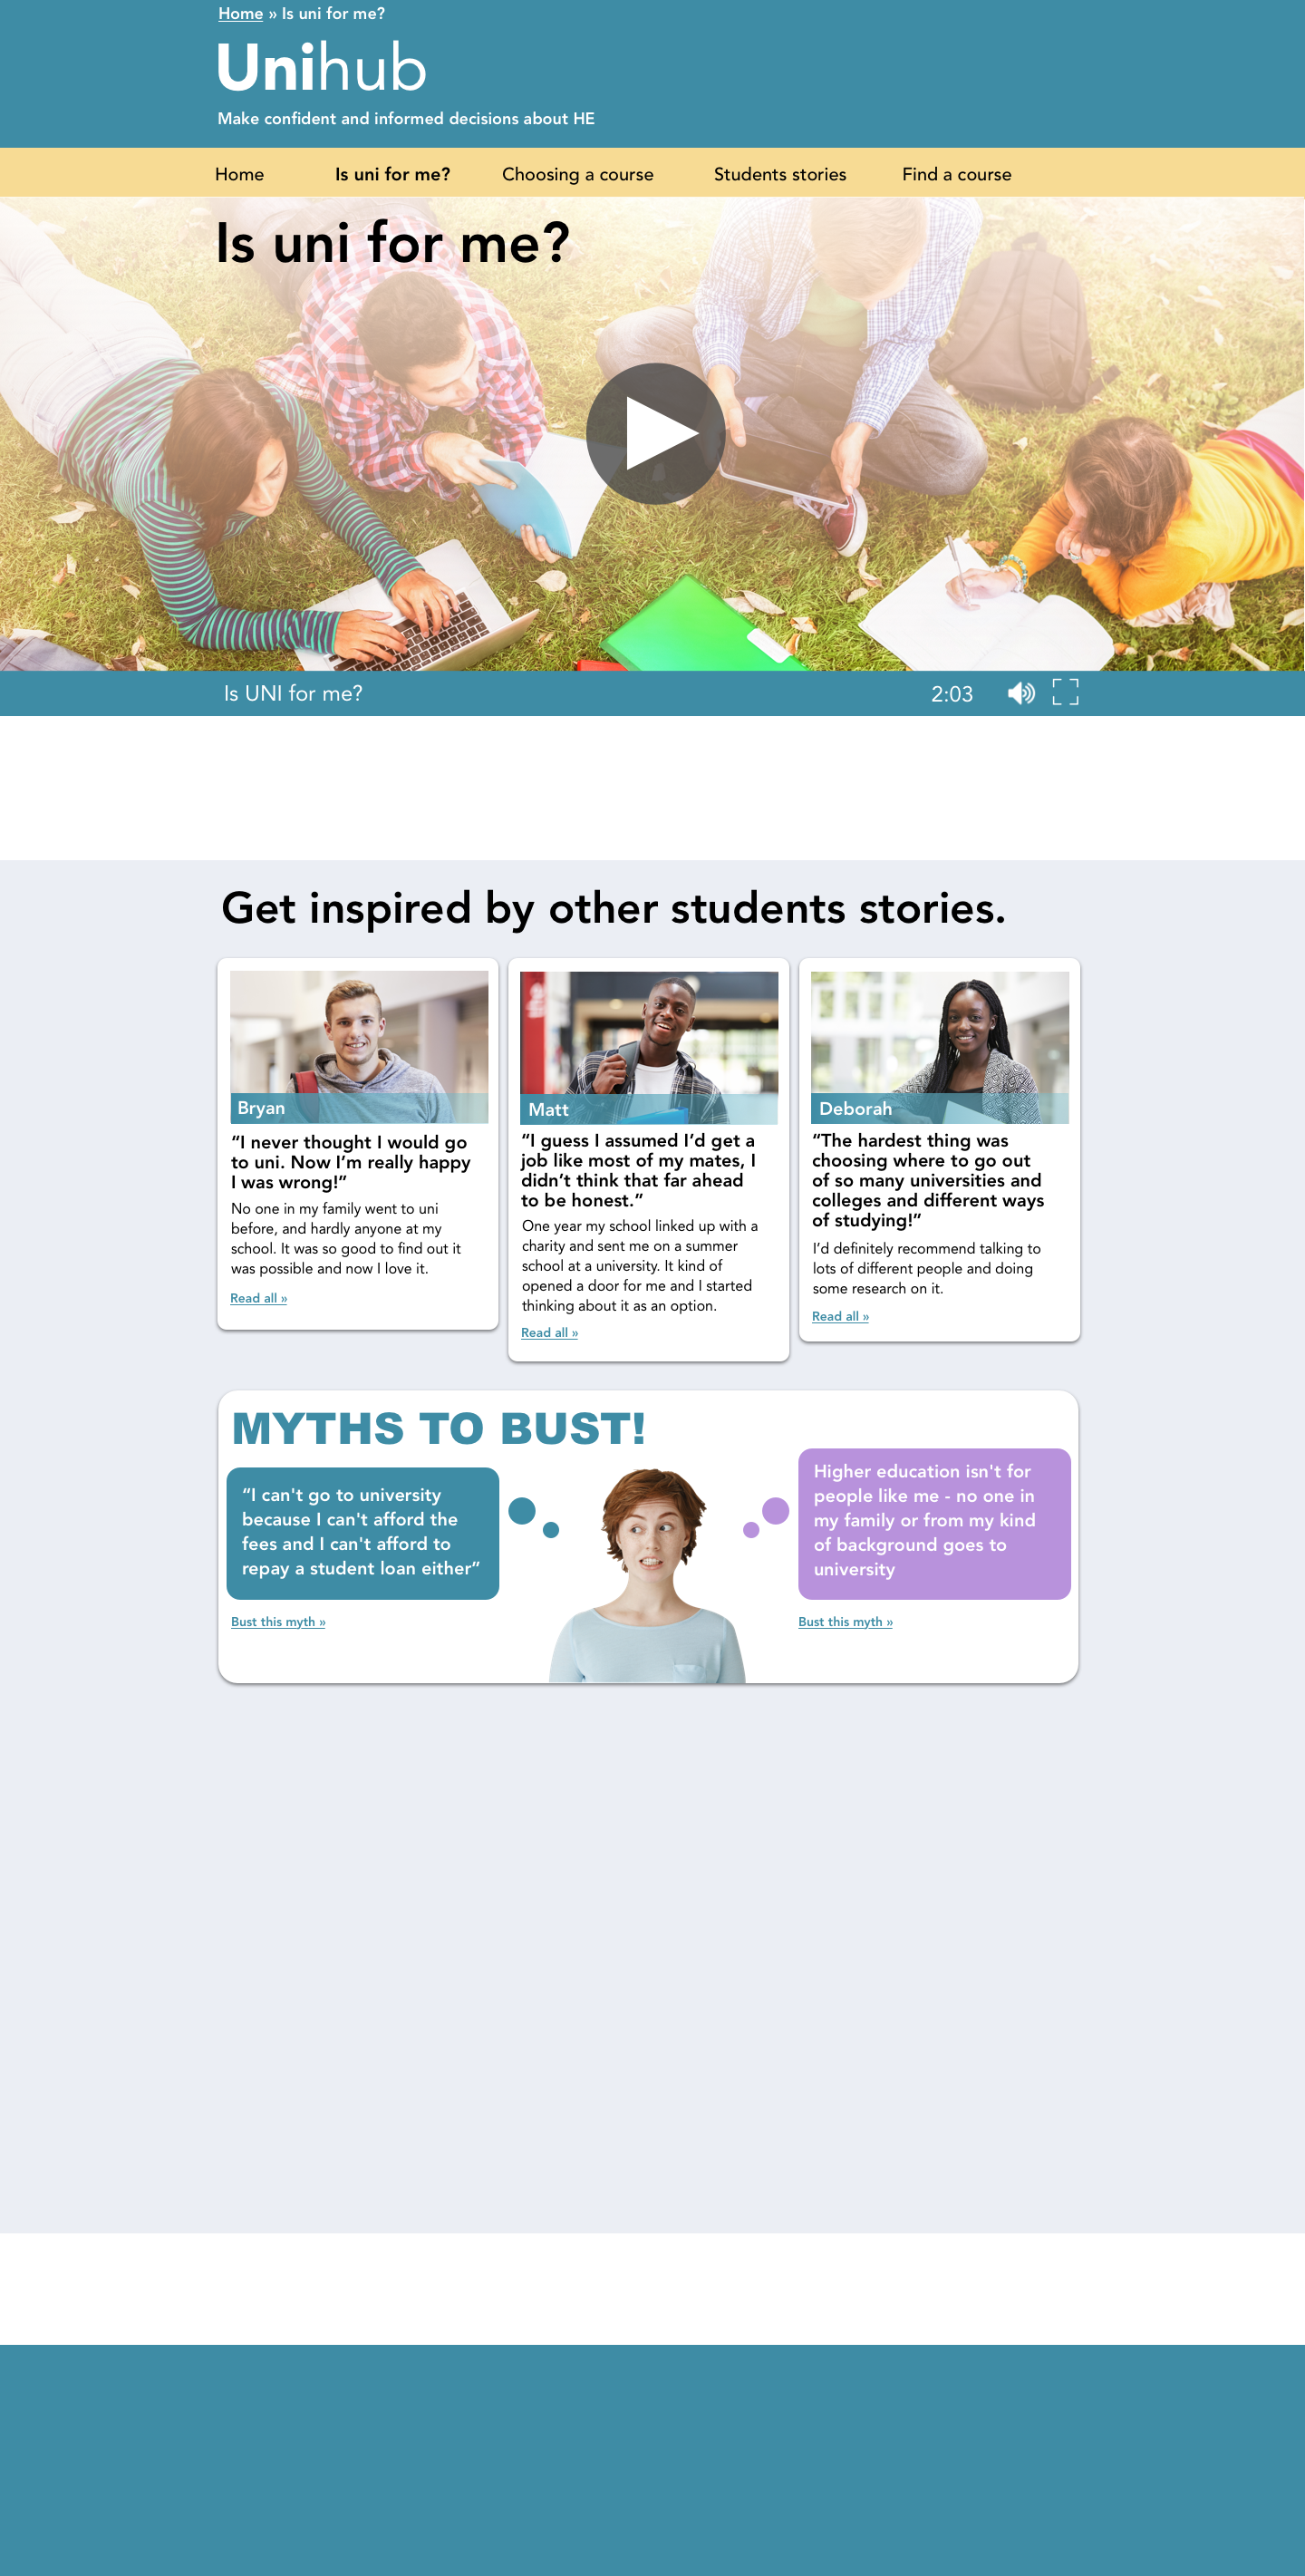 Home » Is uni for me?
Unihub
Make confident and informed decisions about HE
Home
Is uni for me?
Choosing a course
Students stories
Find a course
Is uni for me?
Is UNI for me?
2:03
Get inspired by other students stories.
Bryan
“I never thought I would go
to uni. Now I’m really happy
I was wrong!”
No one in my family went to uni
before, and hardly anyone at my
school. It was so good to find out it
was possible and now I love it.
Read all »
Matt
“I guess I assumed I’d get a
job like most of my mates, I
didn’t think that far ahead
to be honest.”
One year my school linked up with a
charity and sent me on a summer
school at a university. It kind of
opened a door for me and I started
thinking about it as an option.
Read all »
Deborah
“The hardest thing was
choosing where to go out
of so many universities and
colleges and different ways
of studying!”
I’d definitely recommend talking to
lots of different people and doing
some research on it.
Read all »
MYTHS TO BUST!
“I can't go to university
because I can't afford the
fees and I can't afford to
repay a student loan either”
Bust this myth »
Higher education isn't for
people like me - no one in
my family or from my kind
of background goes to
university
Bust this myth »